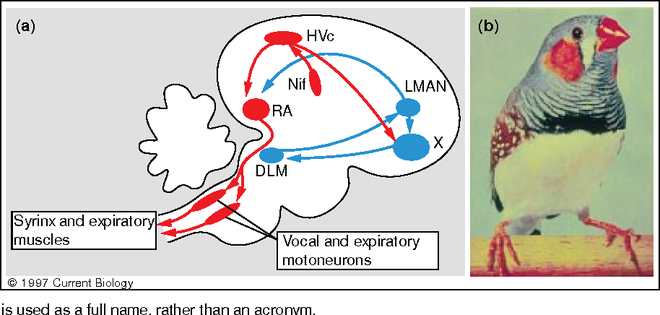 (a)
(b)
HVc
LMAN
Nif
RA
X
DLM
Syrinx and expiratory
muscles
Vocal and expiratory
motoneurons
© 1997 Current Biology
is used as a full name, rather than an acronym.